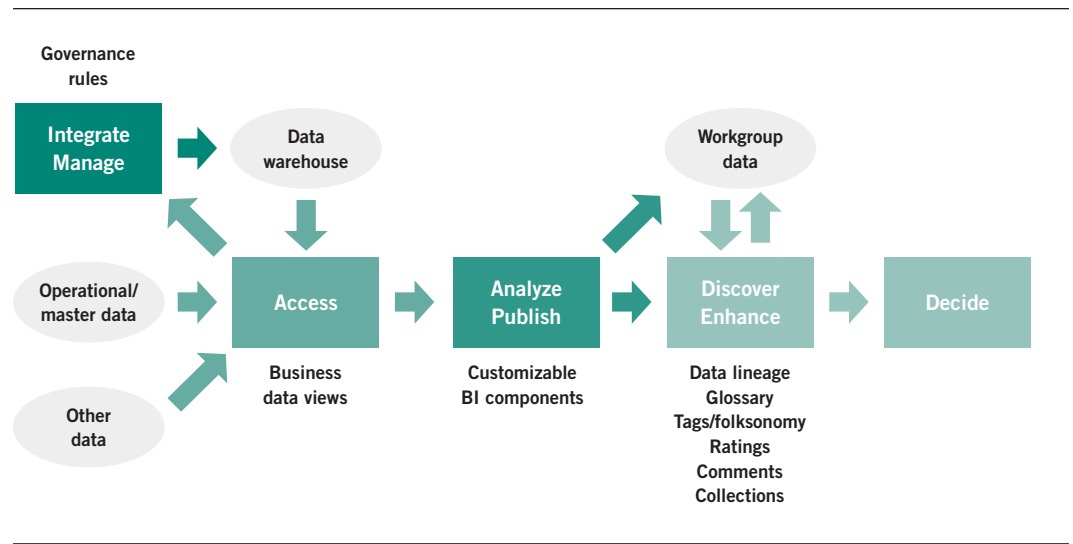 Governance
rules
Integrate
Manage
Data
warehouse
Workgroup
data
Operational/
master data
Access
Analyze
Publish
Discover
Enhance
Decide
Other
data
Business
data views
Customizable
BI components
Data lineage
Glossary
Tags/folksonomy
Ratings
Comments
Collections